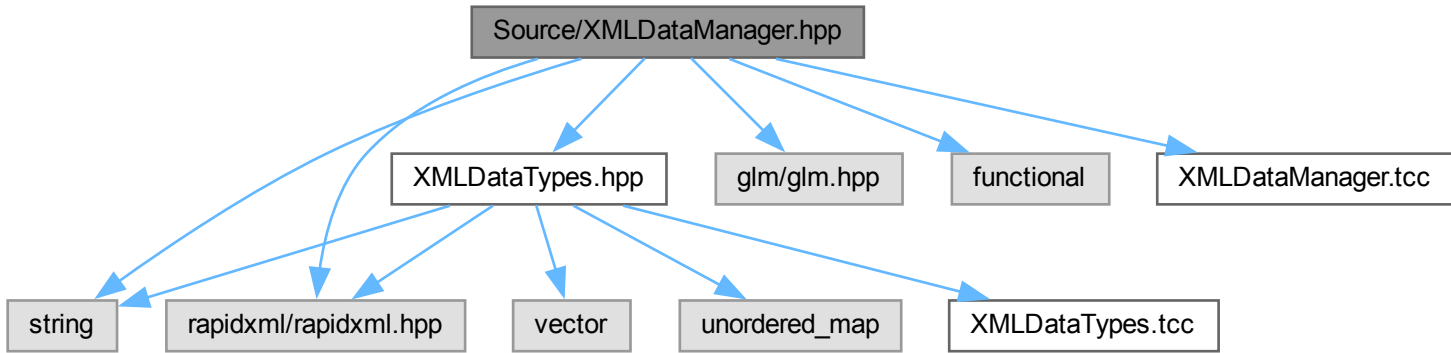 Source/XMLDataManager.hpp
XMLDataTypes.hpp
glm/glm.hpp
functional
XMLDataManager.tcc
string
rapidxml/rapidxml.hpp
vector
unordered_map
XMLDataTypes.tcc